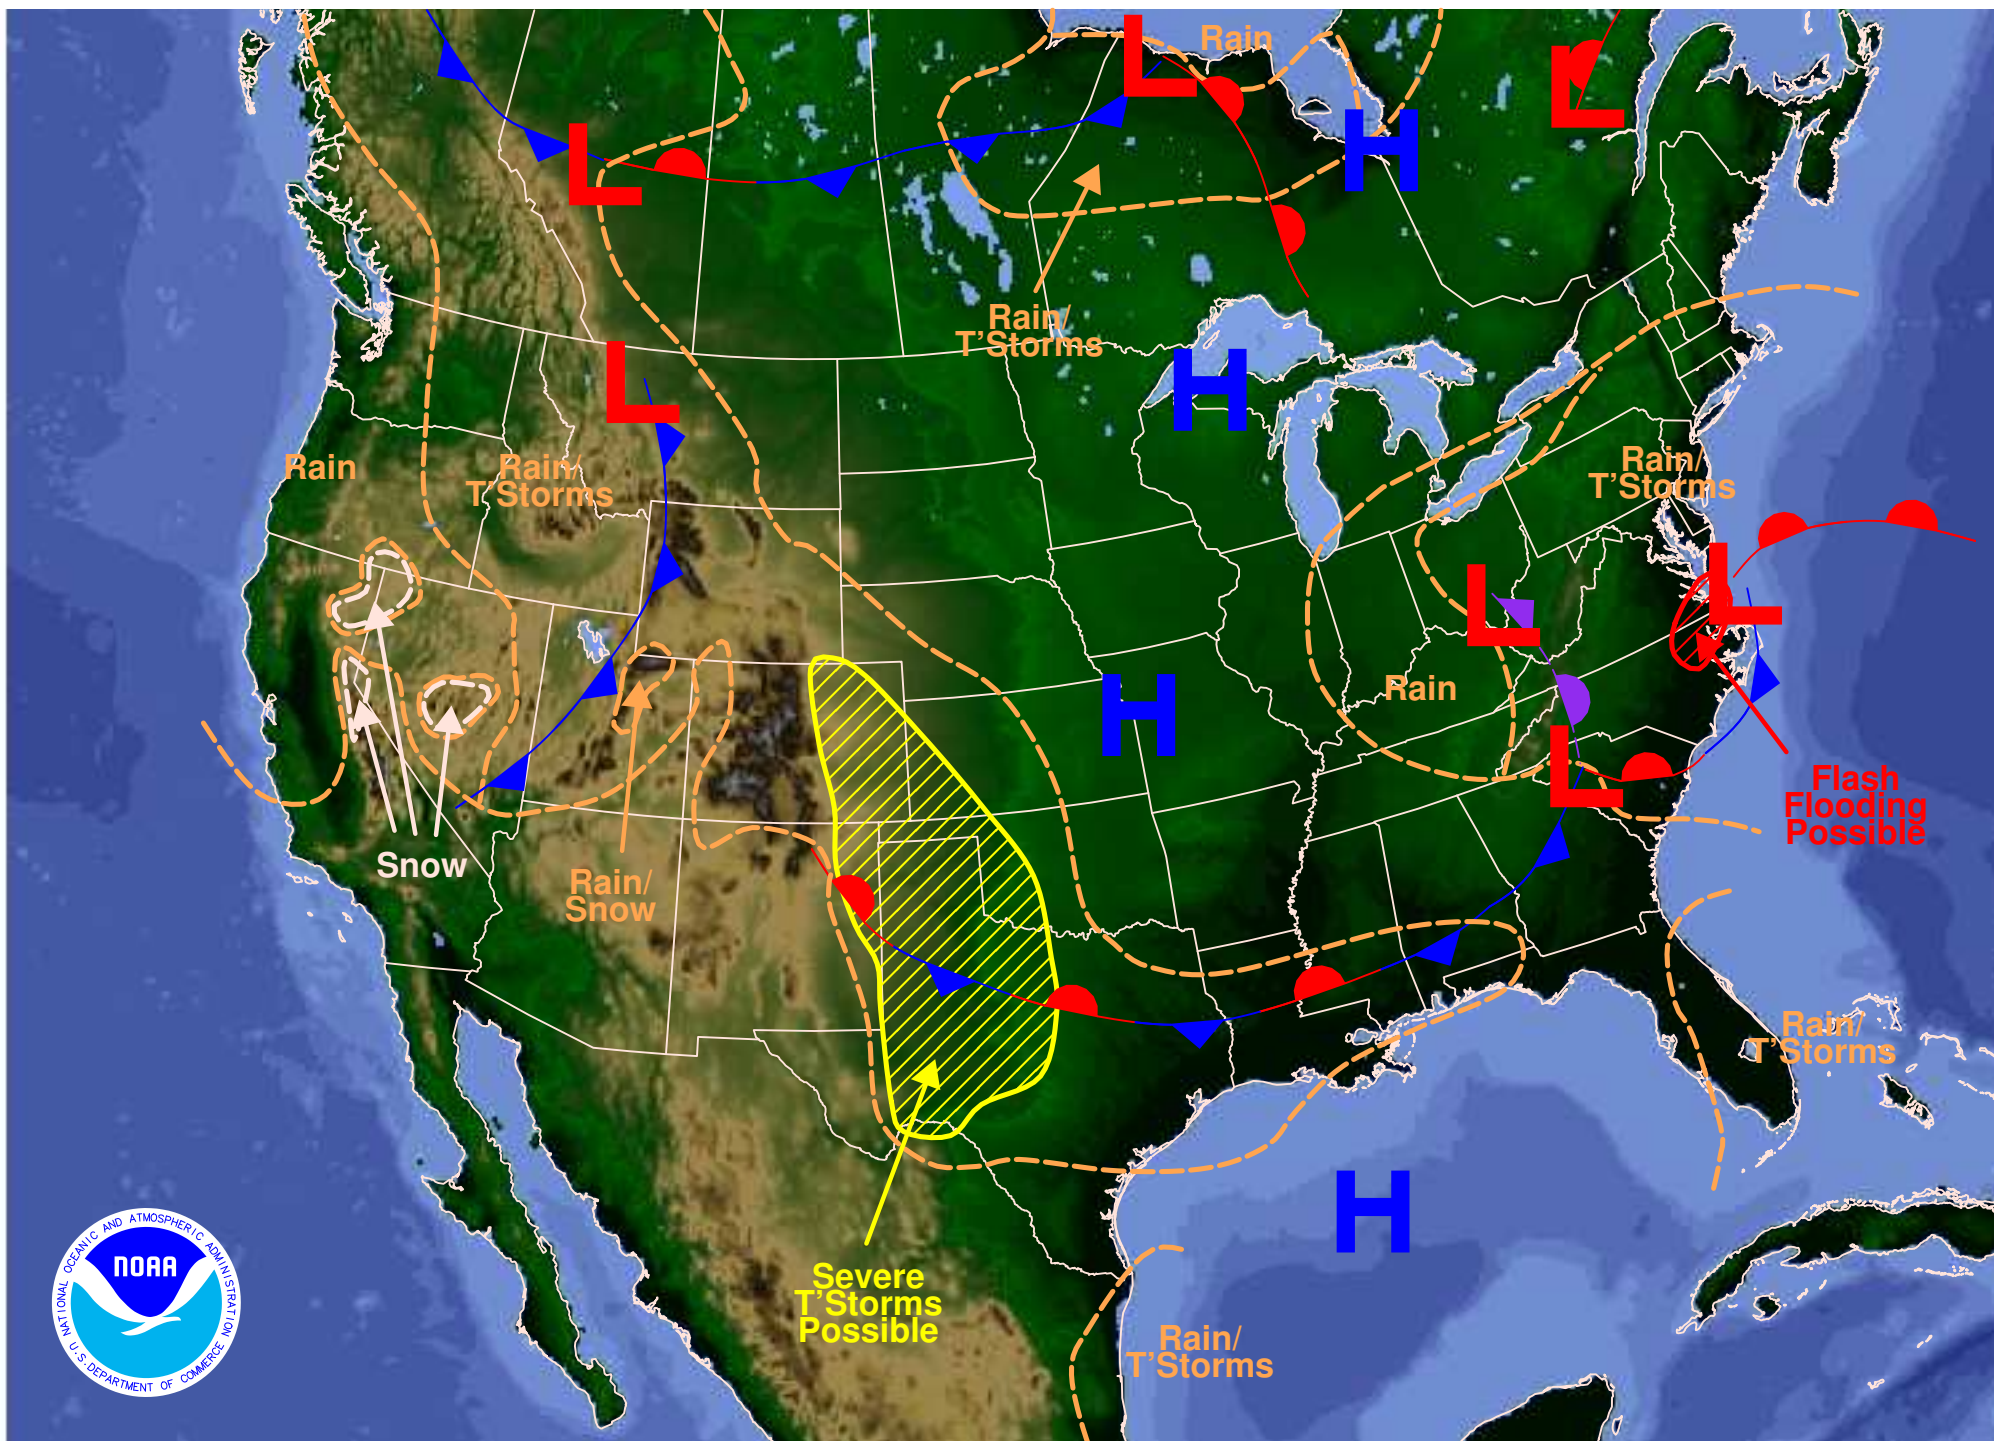 L
Rain
L
L
H
Rain/
T'Storms
L
H
Rain
Rain/
T'Storms
Rain/
T'Storms
L
L
H
Rain
L
Flash
Flooding
Possible
Snow
Rain/
Snow
Rain/
T'Storms
H
Severe
T'Storms
Possible
Rain/
T'Storms
NATIONAL OCEANIC AND ATMOSPHERIC ADMINISTRATION
NOAA
U.S. DEPARTMENT OF COMMERCE